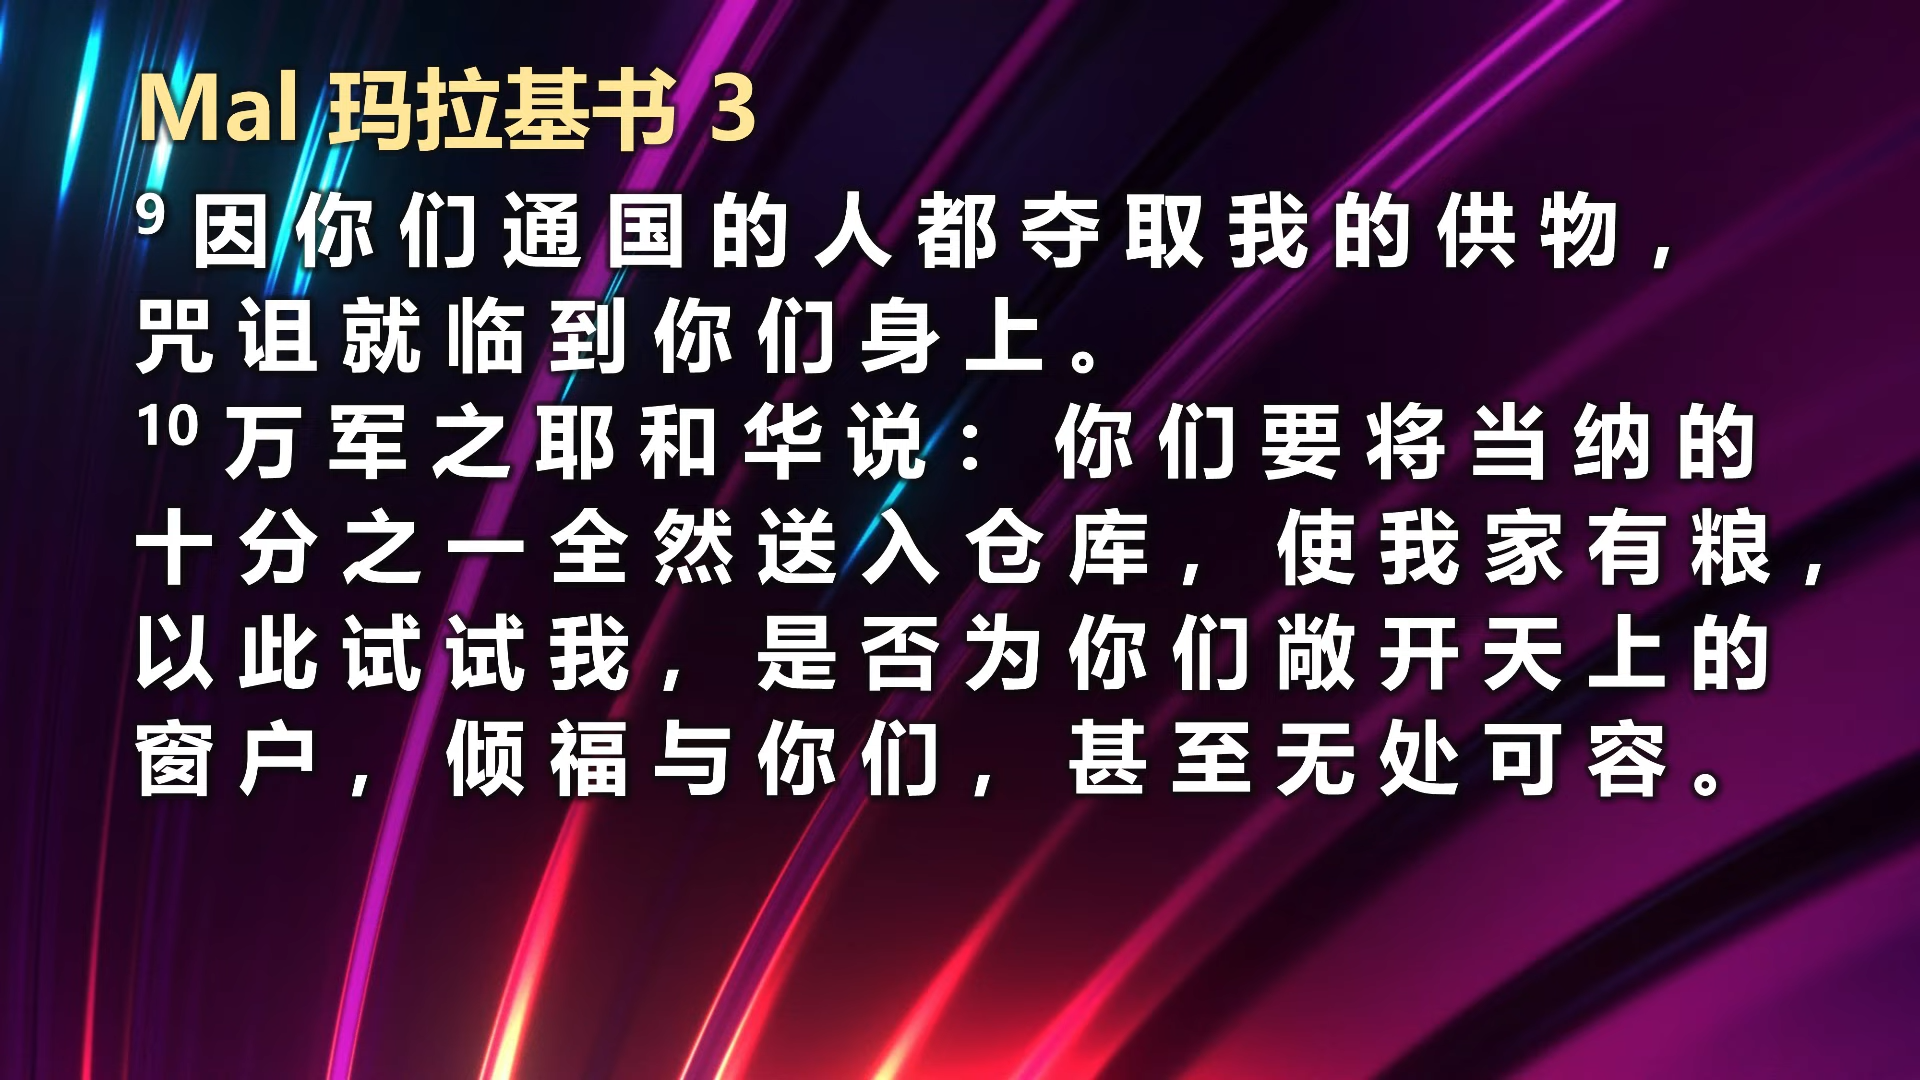 Mal 玛拉基书 3
9 因你们通国的人都夺取我的供物，
咒诅就临到你们身上。
10 万军之耶和华说：你们要将当纳的
十分之一全然送入仓库，使我家有粮，
以此试试我，是否为你们敞开天上的
窗户，倾福与你们，甚至无处可容。